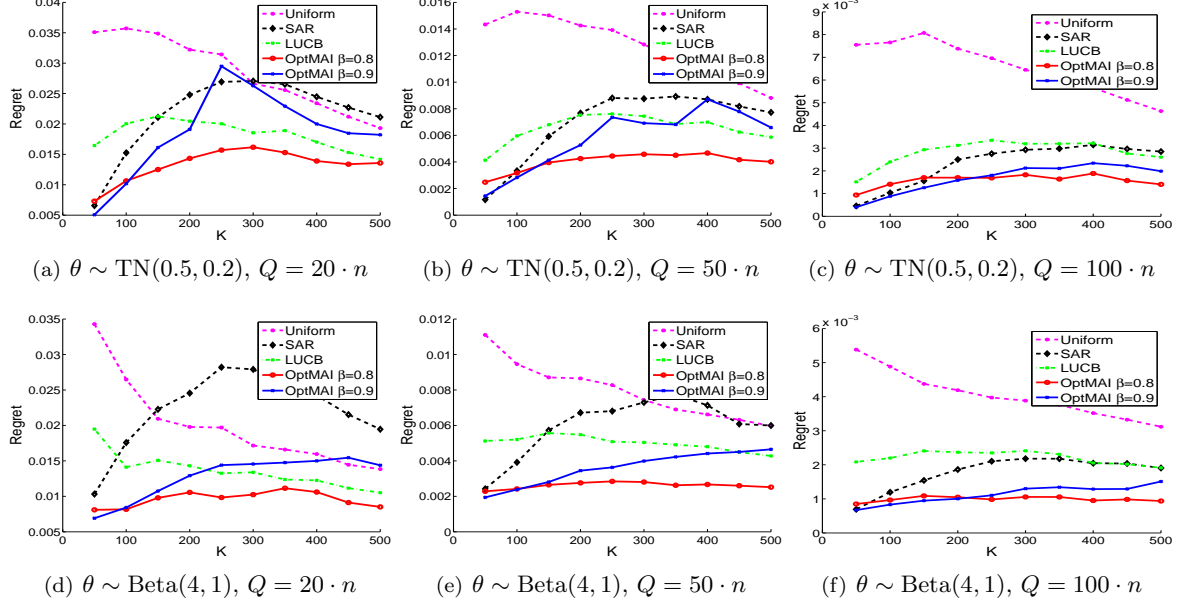 0.04
0.035
0.03
0.025
0.02
0.015
0.01
0.005
0 100 200 300 400 500
Regret
K
Uniform
SAR
LUCB
OptMAI β=0.8
OptMAI β=0.9
(a) θ ∼ TN(0.5, 0.2), Q = 20 · n
0.016
0.014
0.012
0.01
0.008
0.006
0.004
0.002
0
0 100 200 300 400 500
Regret
K
Uniform
SAR
LUCB
OptMAI β=0.8
OptMAI β=0.9
(b) θ ∼ TN(0.5, 0.2), Q = 50 · n
x 10⁻³
9
8
7
6
5
4
3
2
1
0
0 100 200 300 400 500
Regret
K
Uniform
SAR
LUCB
OptMAI β=0.8
OptMAI β=0.9
(c) θ ∼ TN(0.5, 0.2), Q = 100 · n
0.035
0.03
0.025
0.02
0.015
0.01
0.005
0 100 200 300 400 500
Regret
K
Uniform
SAR
LUCB
OptMAI β=0.8
OptMAI β=0.9
(d) θ ∼ Beta(4, 1), Q = 20 · n
0.012
0.01
0.008
0.006
0.004
0.002
0
0 100 200 300 400 500
Regret
K
Uniform
SAR
LUCB
OptMAI β=0.8
OptMAI β=0.9
(e) θ ∼ Beta(4, 1), Q = 50 · n
x 10⁻³
6
5
4
3
2
1
0
0 100 200 300 400 500
Regret
K
Uniform
SAR
LUCB
OptMAI β=0.8
OptMAI β=0.9
(f) θ ∼ Beta(4, 1), Q = 100 · n